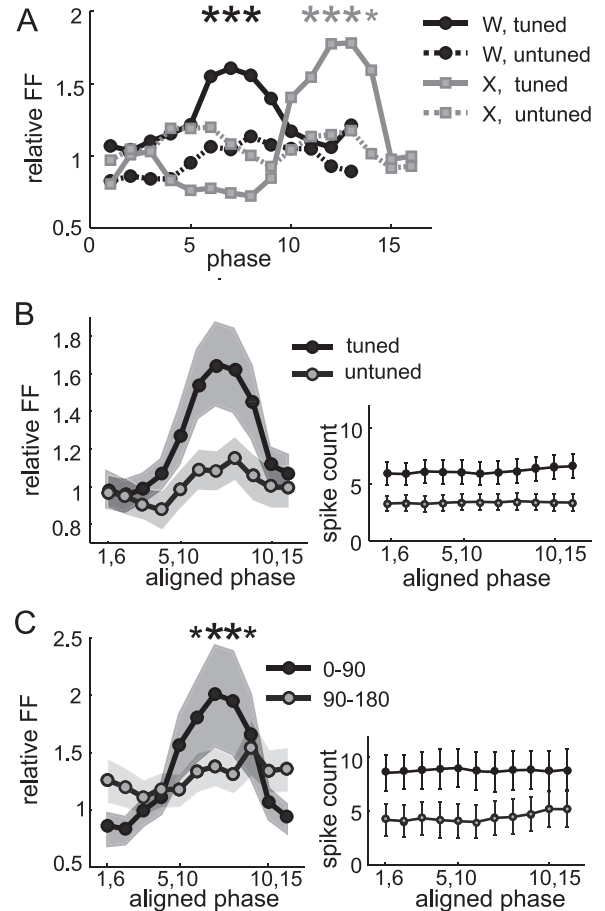 A
*** ****
W, tuned
W, untuned
X, tuned
X, untuned
relative FF
2
1.5
1
0.5
0 5 10 15
phase
B
tuned
untuned
relative FF
1.8
1.6
1.4
1.2
1.0
0.8
1,6 5,10 10,15
aligned phase
spike count
10
5
0
1,6 5,10 10,15
aligned phase
C
****
0-90
90-180
relative FF
2.5
2
1.5
1
0.5
1,6 5,10 10,15
aligned phase
spike count
10
5
0
1,6 5,10 10,15
aligned phase